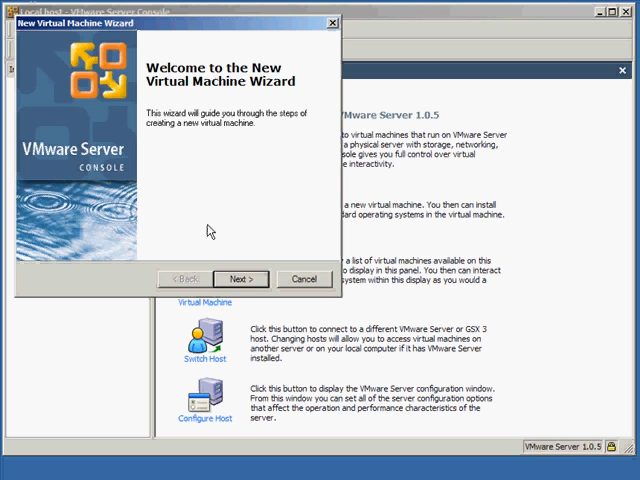 Local host - VMware Server Console
New Virtual Machine Wizard
Welcome to the New
Virtual Machine Wizard
This wizard will guide you through the steps of
creating a new virtual machine.
VMware Server
CONSOLE
< Back
Next >
Cancel
VMware Server 1.0.5
to virtual machines that run on VMware Server
a physical server with storage, networking,
sole gives you full control over virtual
interactivity.
a new virtual machine. You then can install
dard operating systems in the virtual machine.
a list of virtual machines available on this
to display in this panel. You then can interact
system within this display as you would a
Virtual Machine
Click this button to connect to a different VMware Server or GSX 3
host. Changing hosts will allow you to access virtual machines on
another server or on your local computer if it has VMware Server
installed.
Switch Host
Click this button to display the VMware Server configuration window.
From this window you can set all of the server configuration options
that affect the operation and performance characteristics of the
server.
Configure Host
VMware Server 1.0.5